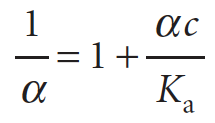 1/α = 1 + αc/Kₐ